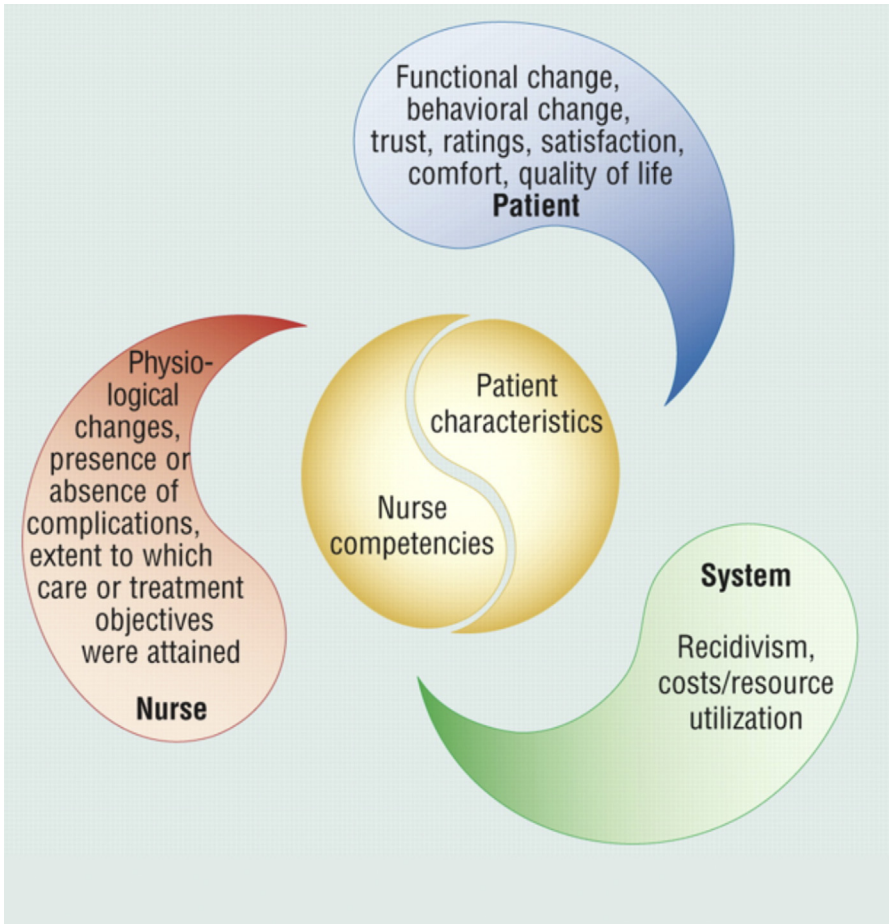 Functional change,
behavioral change,
trust, ratings, satisfaction,
comfort, quality of life
Patient
Physio-
logical
changes,
presence or
absence of
complications,
extent to which
care or treatment
objectives
were attained
Nurse
Patient
characteristics
Nurse
competencies
System
Recidivism,
costs/resource
utilization